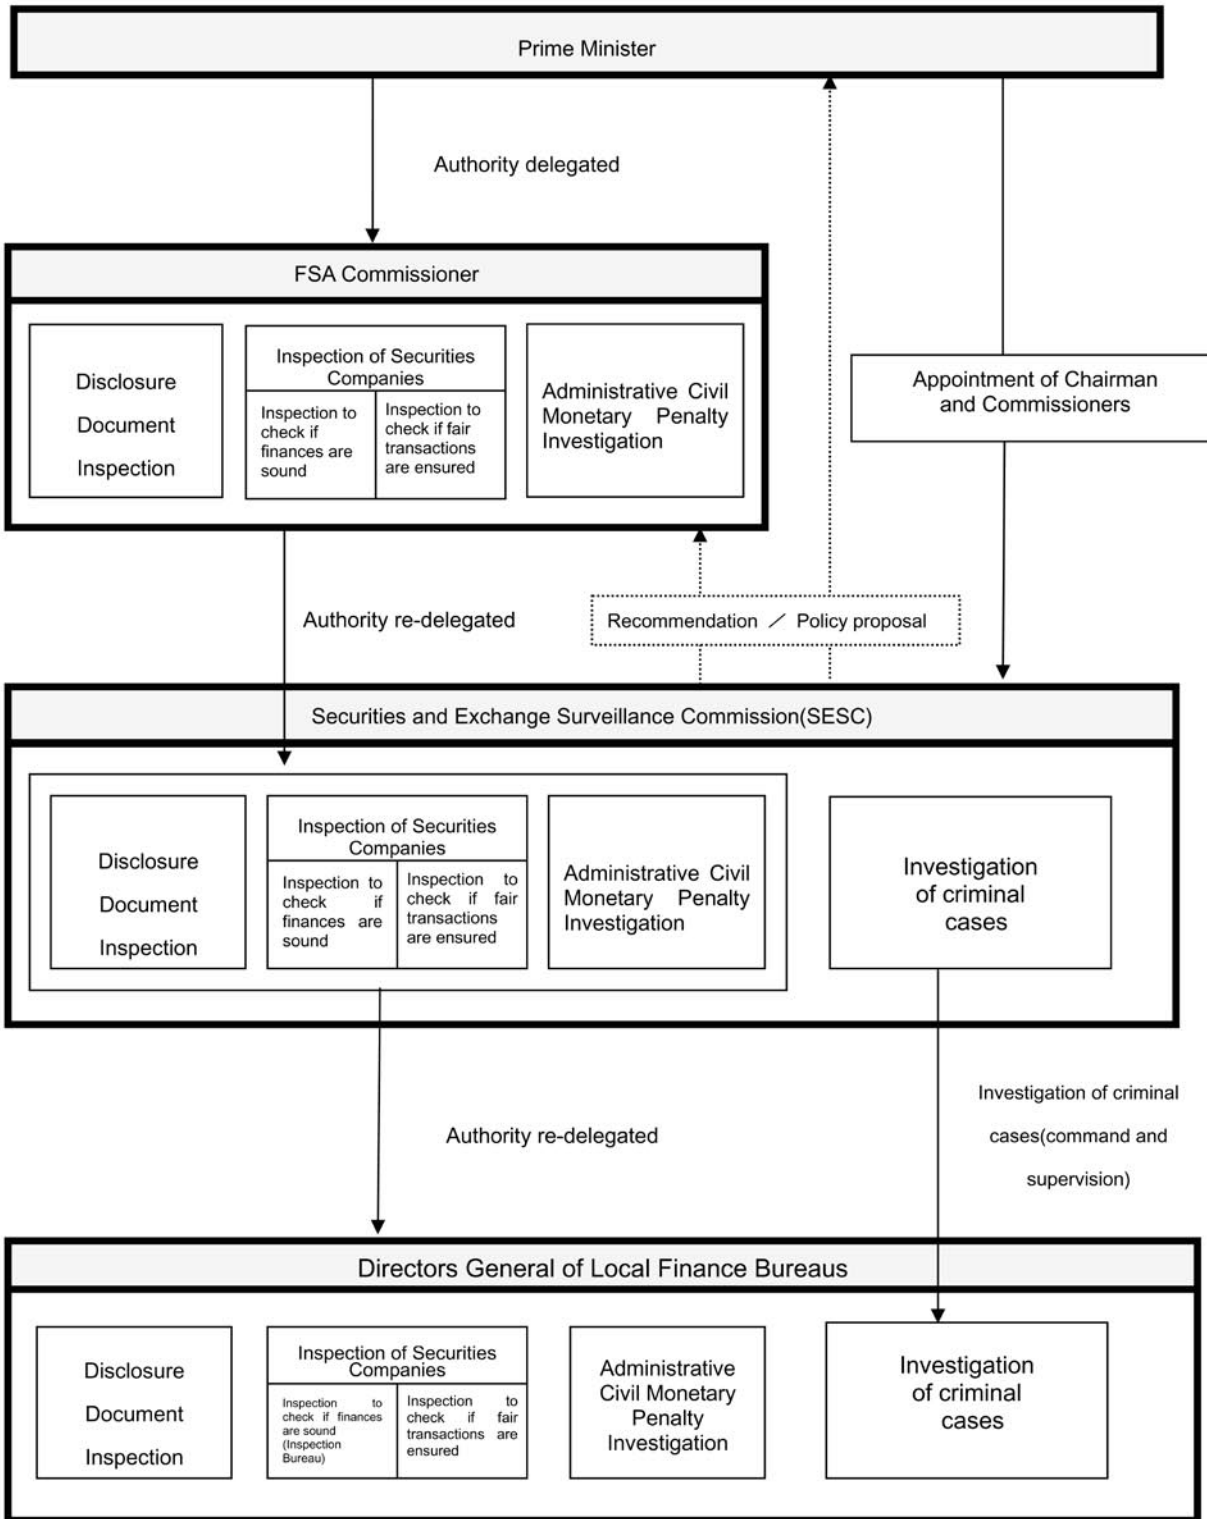 Prime Minister
Authority delegated
FSA Commissioner
Disclosure
Document
Inspection
Inspection of Securities
Companies
Inspection to
check if
finances are
sound
Inspection to
check if fair
transactions
are ensured
Administrative Civil
Monetary Penalty
Investigation
Appointment of Chairman
and Commissioners
Authority re-delegated
Recommendation ／ Policy proposal
Securities and Exchange Surveillance Commission(SESC)
Disclosure
Document
Inspection
Inspection of Securities
Companies
Inspection to
check if
finances are
sound
Inspection to
check if fair
transactions
are ensured
Administrative Civil
Monetary Penalty
Investigation
Investigation
of criminal
cases
Authority re-delegated
Investigation of criminal
cases(command and
supervision)
Directors General of Local Finance Bureaus
Disclosure
Document
Inspection
Inspection of Securities
Companies
Inspection to
check if finances
are sound
(Inspection
Bureau)
Inspection to
check if fair
transactions are
ensured
Administrative
Civil Monetary
Penalty
Investigation
Investigation
of criminal
cases